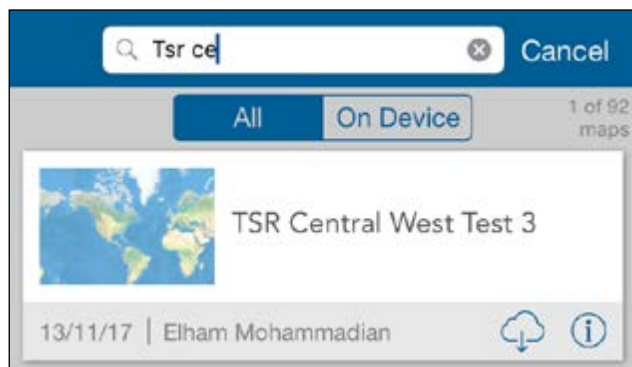 Tsr ce
Cancel
All
On Device
1 of 92
maps
TSR Central West Test 3
13/11/17 | Elham Mohammadian